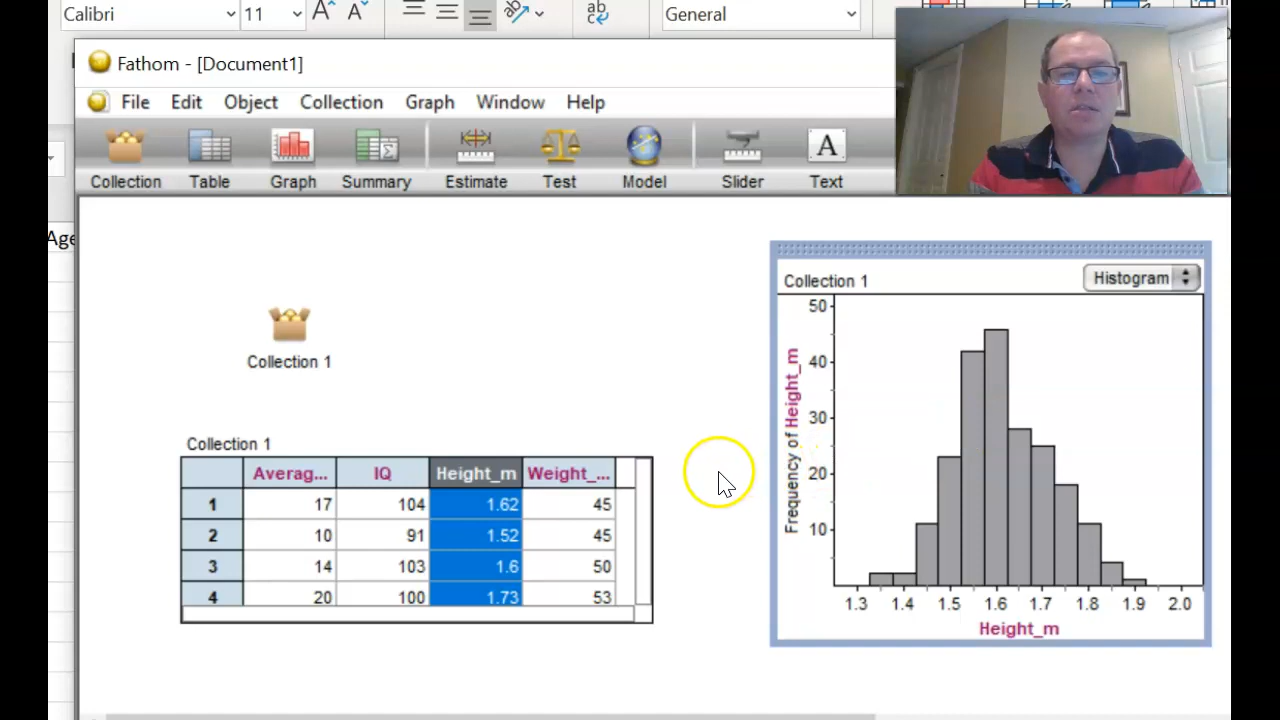 Calibri 11 General
Fathom - [Document1]
File Edit Object Collection Graph Window Help
Collection Table Graph Summary Estimate Test Model Slider Text
Age
Collection 1
Collection 1
Averag... IQ Height_m Weight_...
1 17 104 1.62 45
2 10 91 1.52 45
3 14 103 1.6 50
4 20 100 1.73 53
Collection 1 Histogram
Frequency of Height_m
50
40
30
20
10
1.3 1.4 1.5 1.6 1.7 1.8 1.9 2.0
Height_m